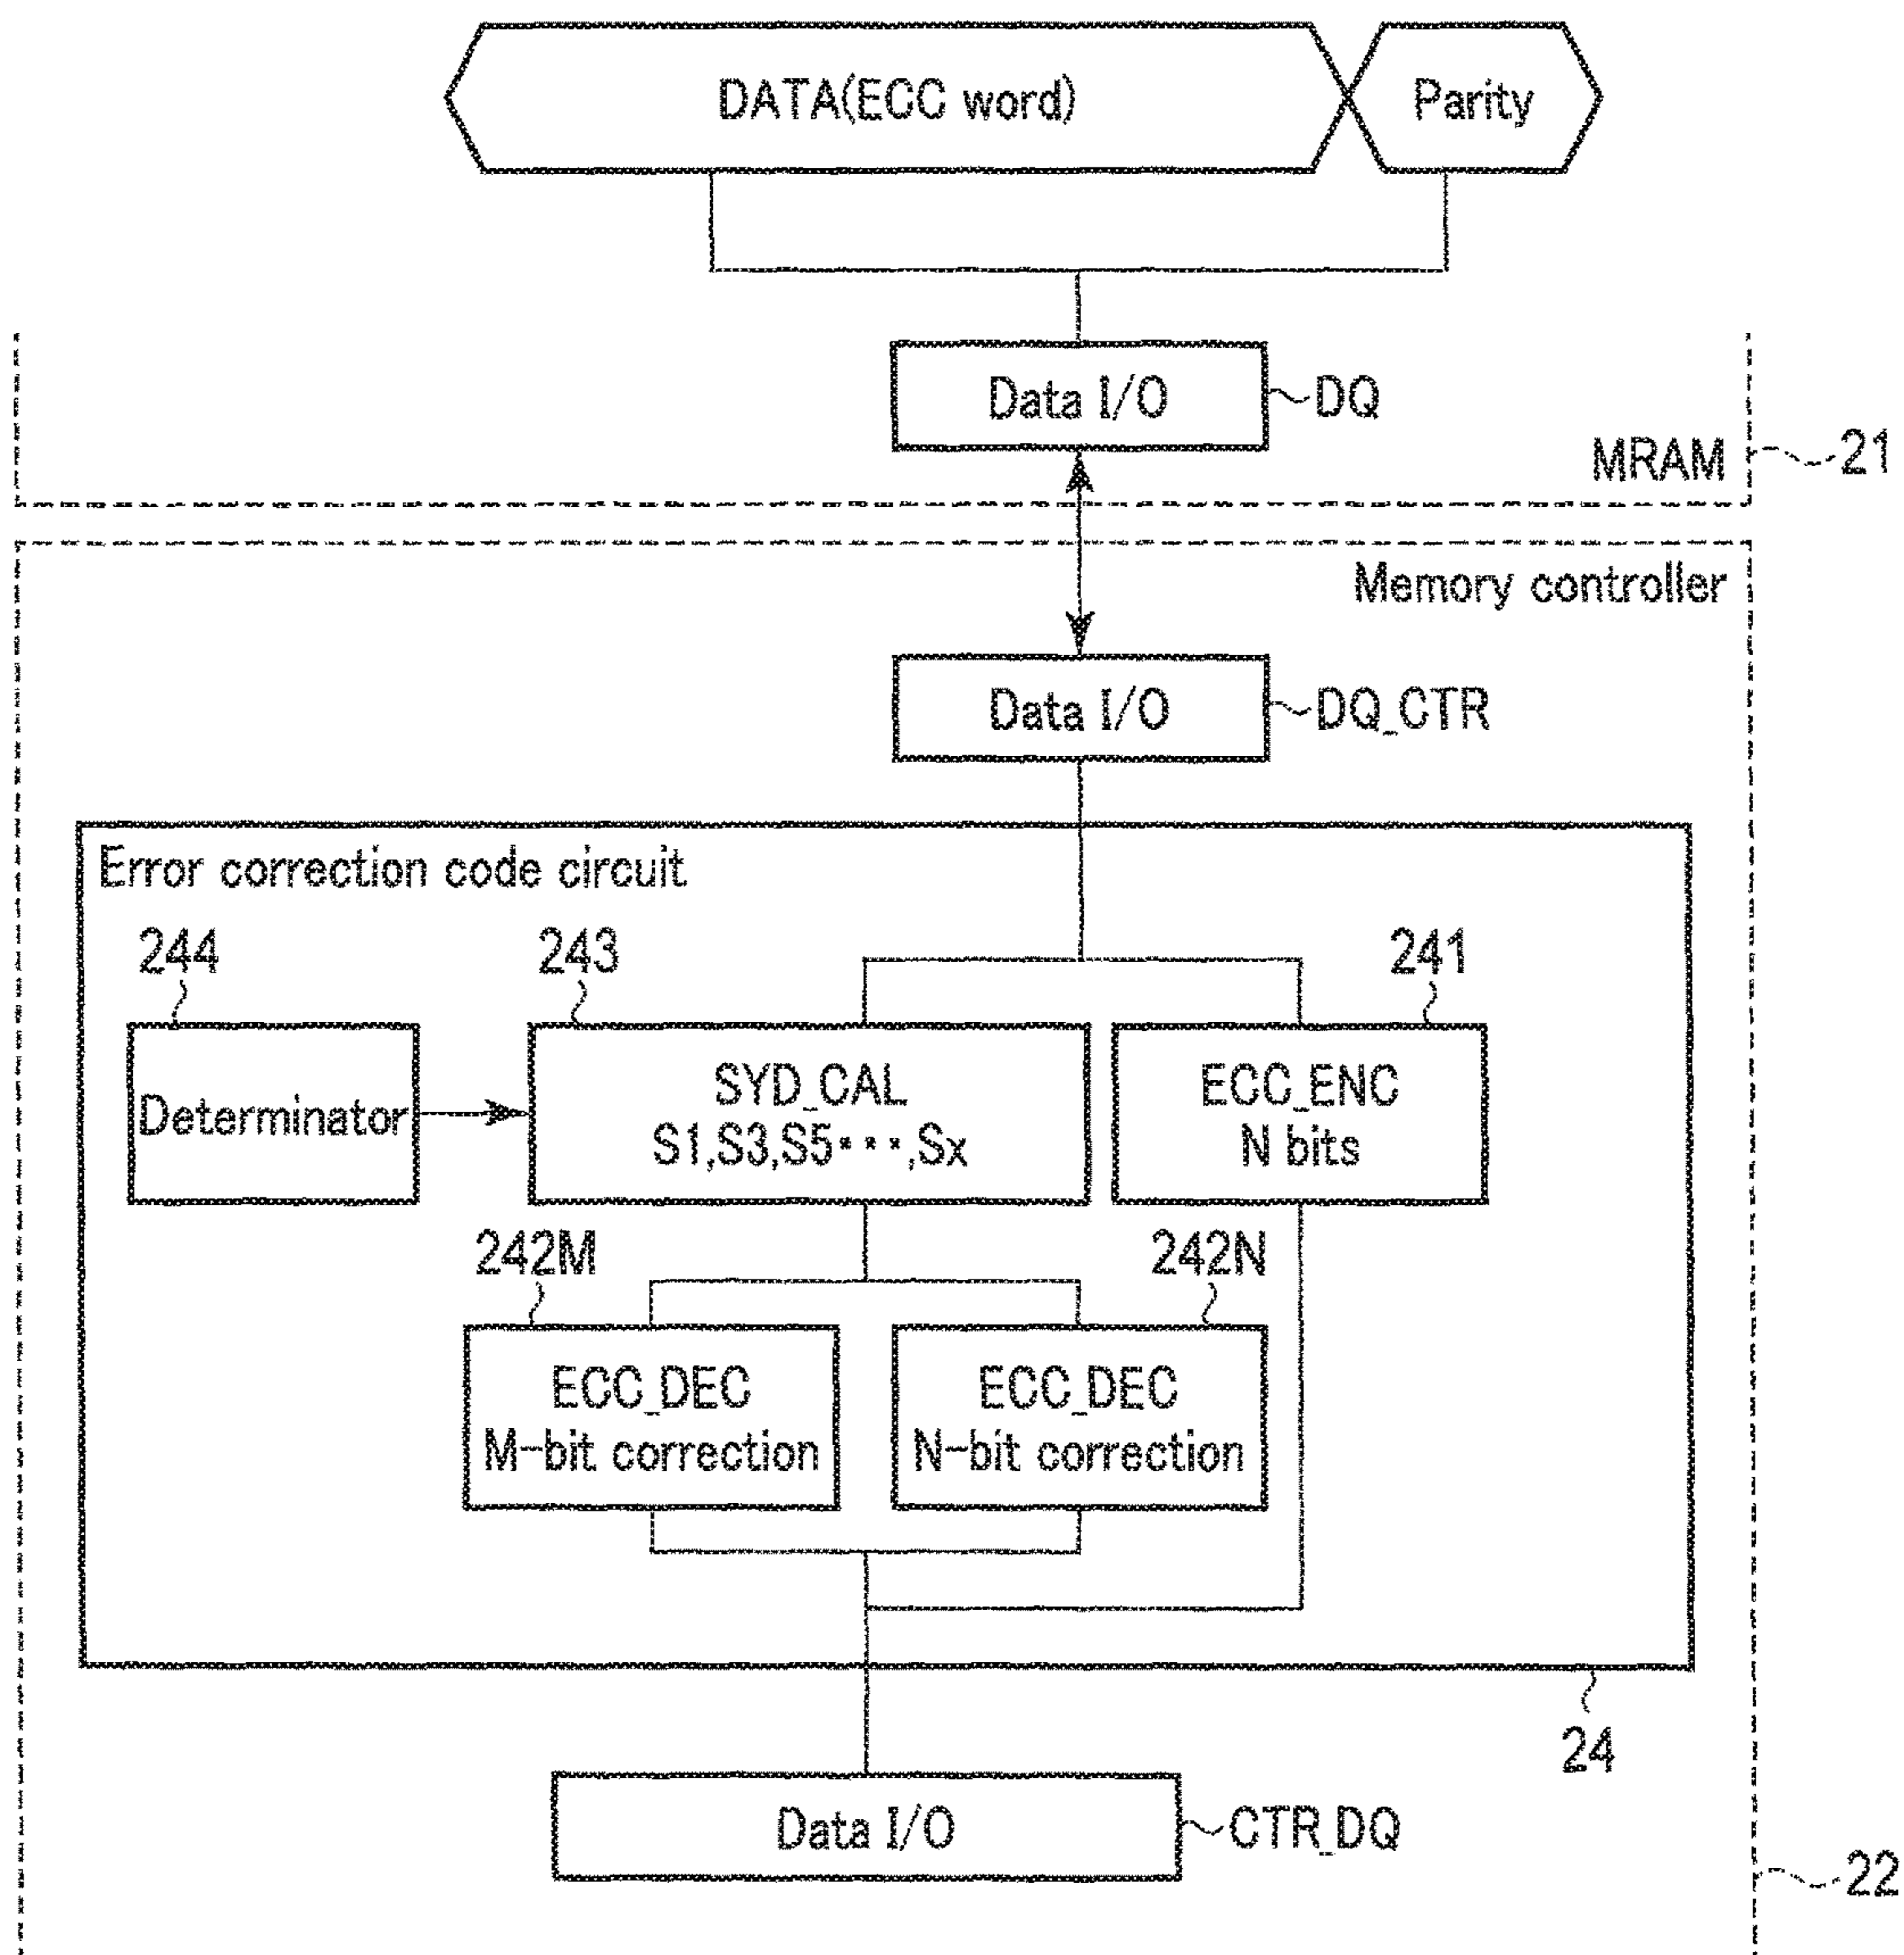 DATA(ECC word)
Parity
Data I/O
DQ
MRAM
21
Memory controller
Data I/O
DQ_CTR
Error correction code circuit
244
243
241
Determinator
SYD_CAL
S1,S3,S5···,Sx
ECC_ENC
N bits
242M
242N
ECC_DEC
M-bit correction
ECC_DEC
N-bit correction
24
Data I/O
CTR_DQ
22